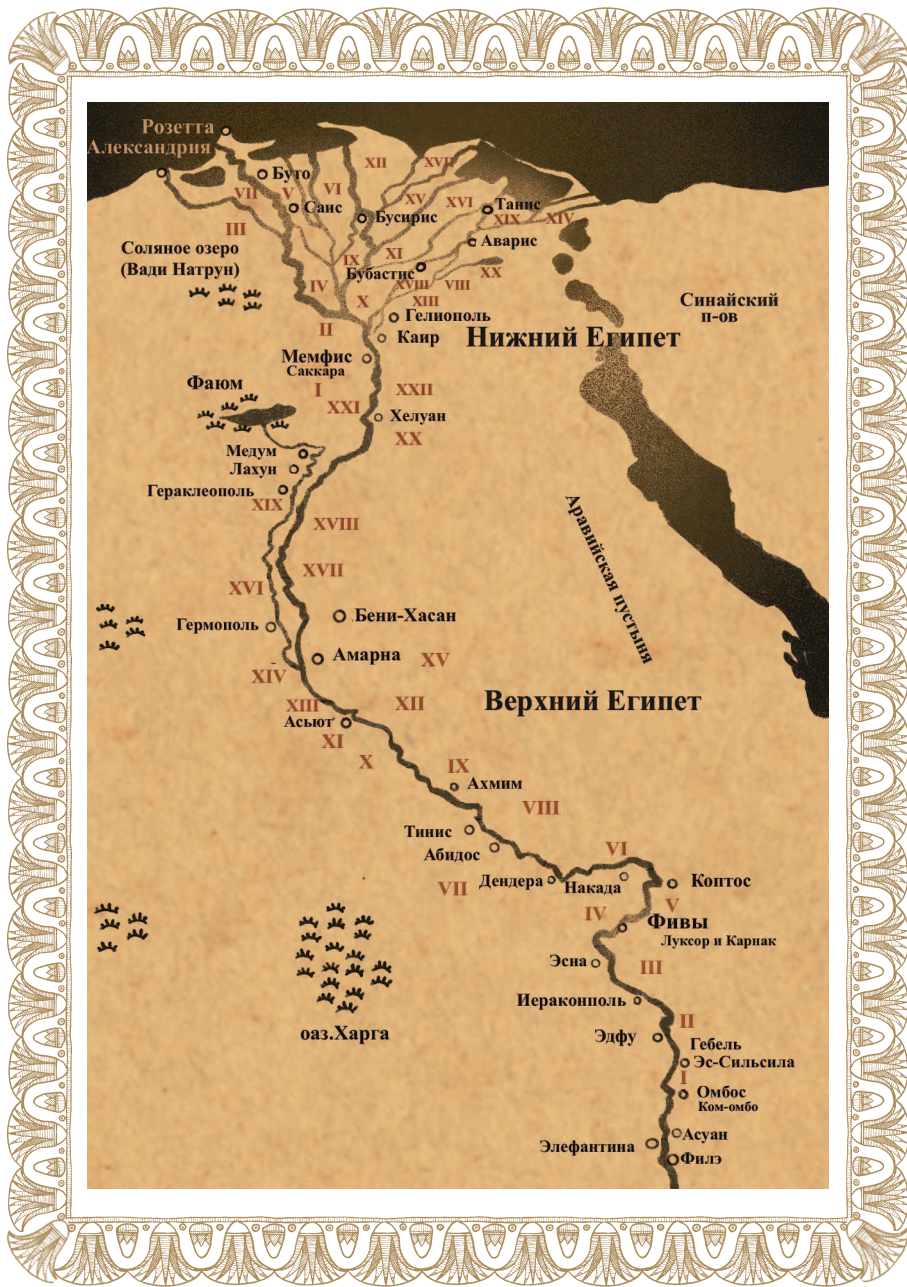 Розетта
Александрия
XII
XVII
Буто
VII
V
VI
XV
XVI
Танис
Саис
Бусирис
XIX
XIV
III
Аварис
Соляное озеро
(Вади Натрун)
IX
XI
Бубастис
XX
IV
XVIII
VIII
X
XIII
Синайский
п-ов
Гелиополь
II
Каир
Нижний Египет
Мемфис
Саккара
Фаюм
I
XXII
XXI
Хелуан
XX
Медум
Лахун
Гераклеополь
XIX
Аравийская пустыня
XVIII
XVII
XVI
Бени-Хасан
Гермополь
Амарна
XV
XIV
Верхний Египет
XIII
XII
Асьют
XI
X
IX
Ахмим
VIII
Тинис
Абидос
VI
Дендера
Накада
Коптос
VII
V
IV
Фивы
Луксор и Карнак
Эсна
III
Иераконполь
II
Эдфу
Гебель
Эс-Сильсила
оаз.Харга
I
Омбос
Ком-омбо
Асуан
Элефантина
Филэ